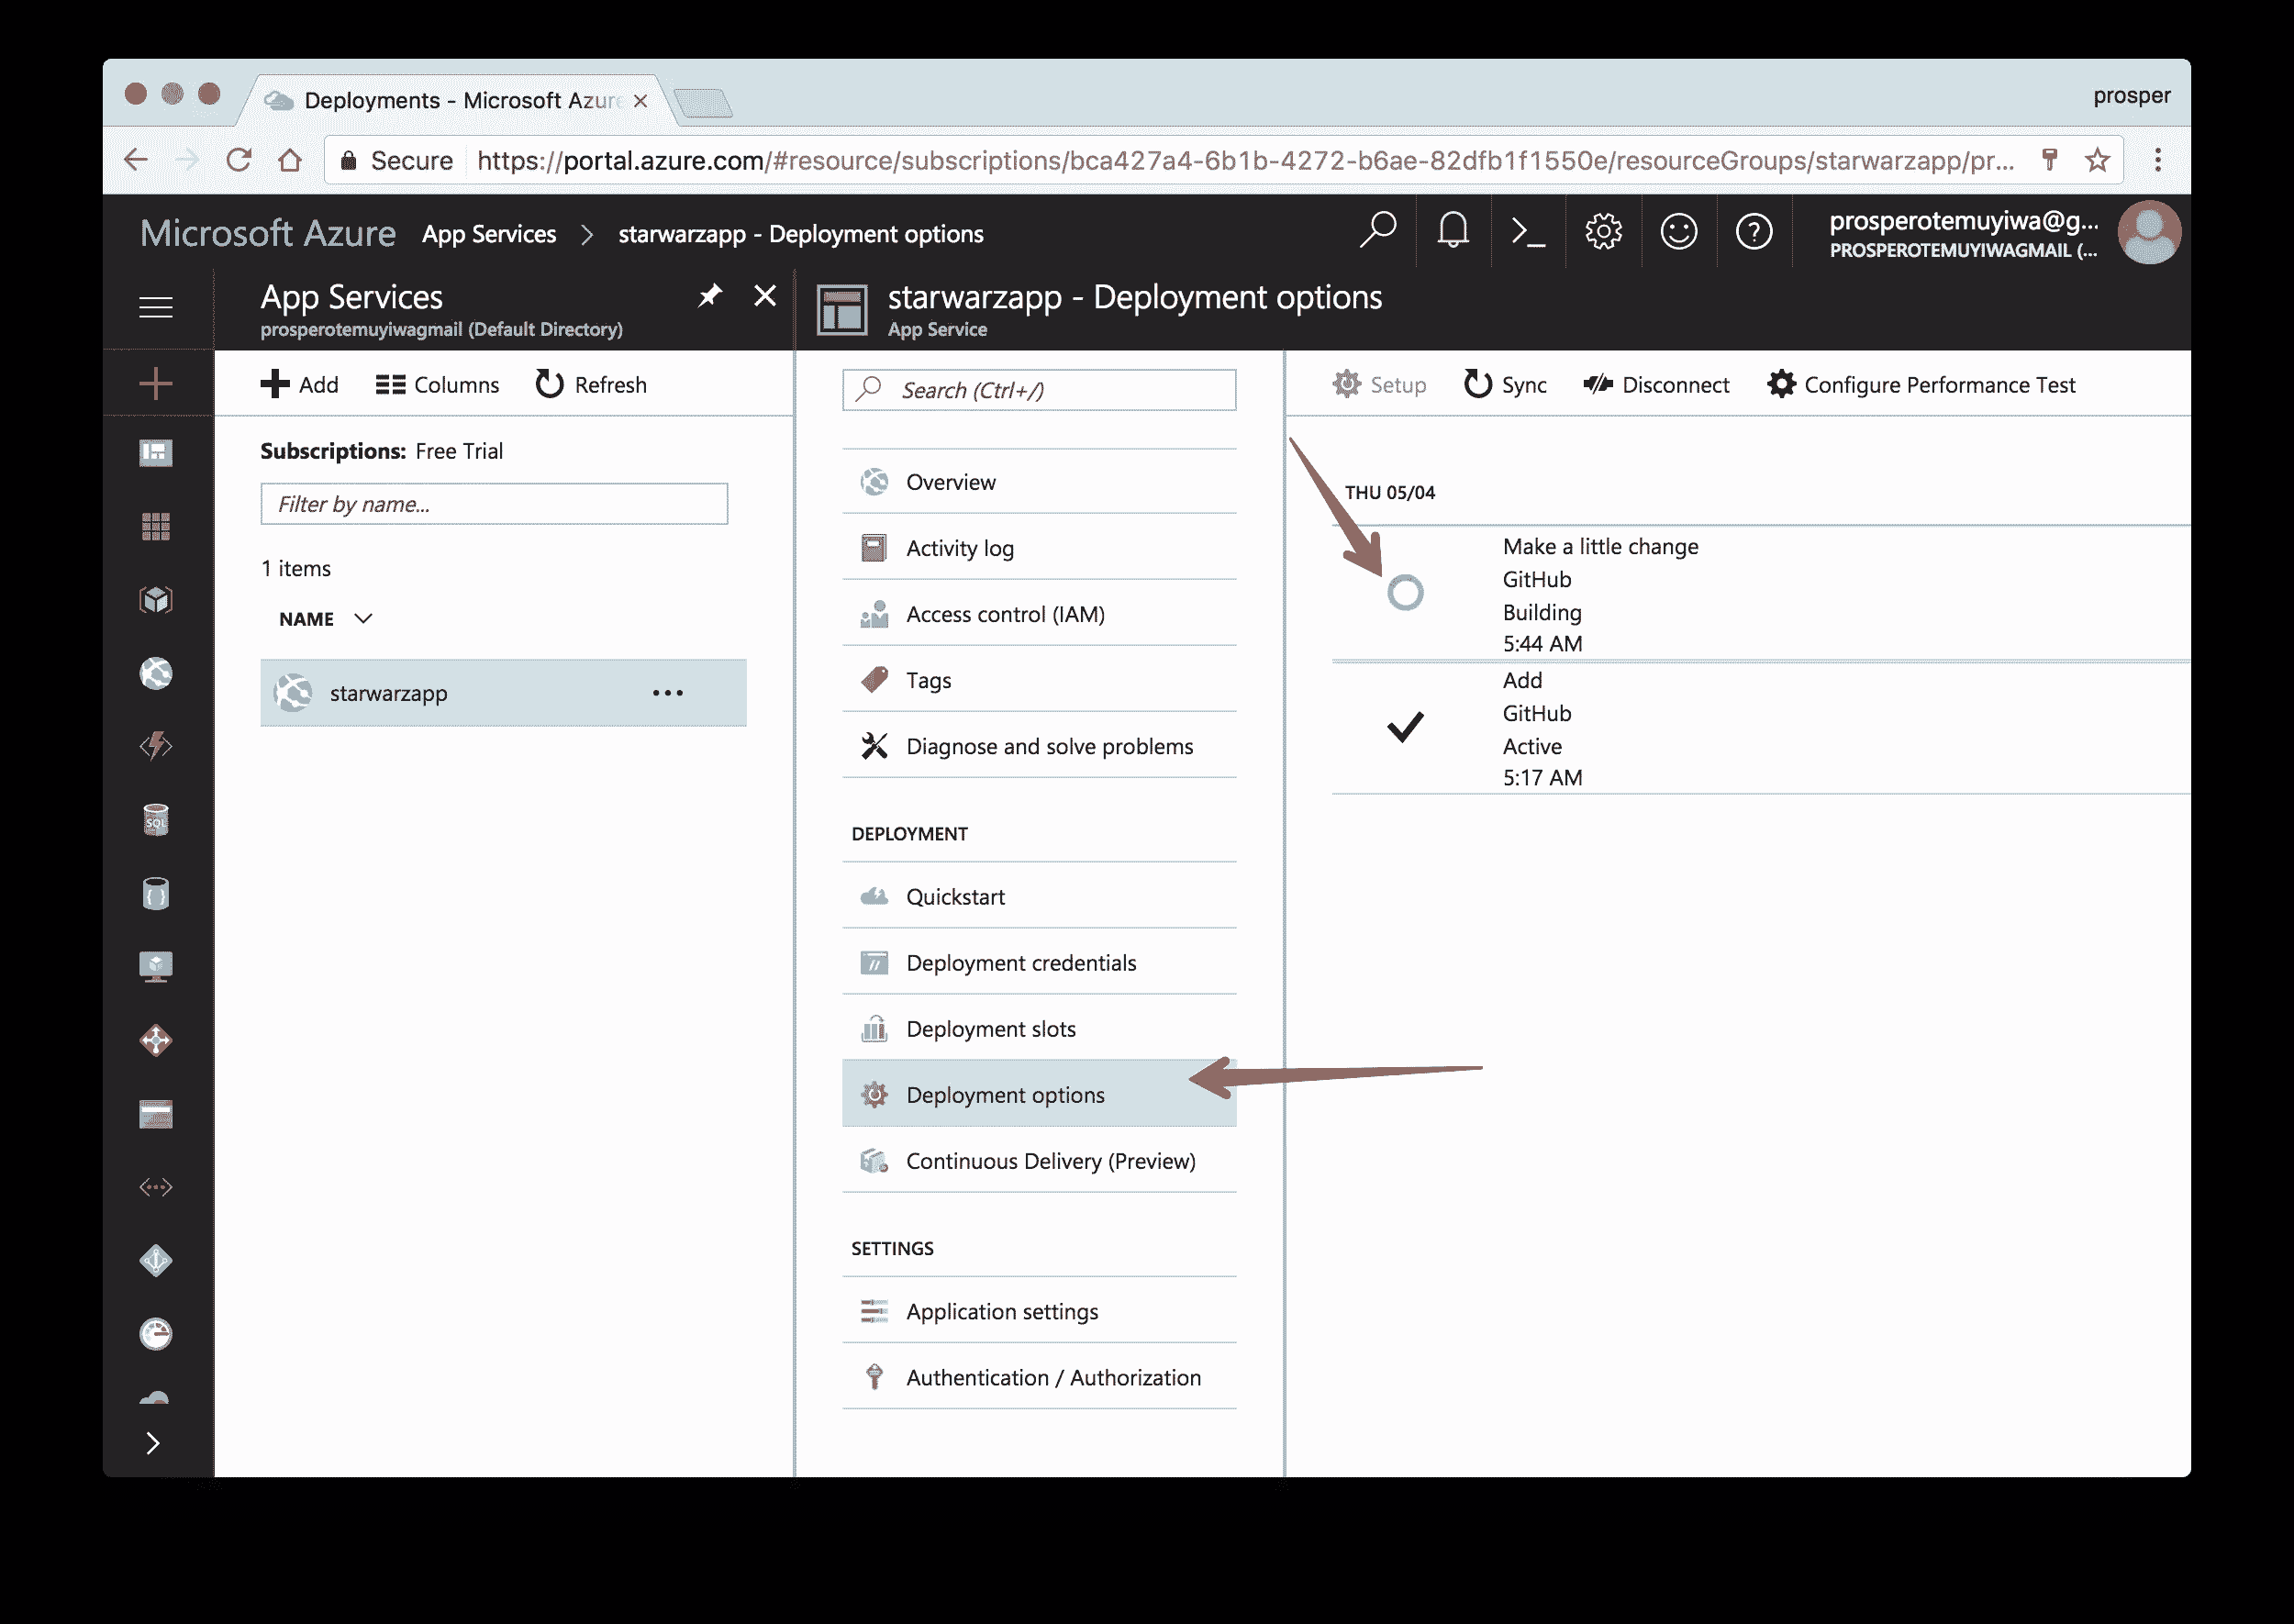 Deployments - Microsoft Azure
prosper
Secure https://portal.azure.com/#resource/subscriptions/bca427a4-6b1b-4272-b6ae-82dfb1f1550e/resourceGroups/starwarzapp/pr...
Microsoft Azure App Services > starwarzapp - Deployment options
prosperotemuyiwa@g...
PROSPEROTEMUYIWAGMAIL (...
App Services
prosperotemuyiwagmail (Default Directory)
starwarzapp - Deployment options
App Service
Add Columns Refresh
Subscriptions: Free Trial
Filter by name...
1 items
NAME
starwarzapp
Search (Ctrl+/)
Overview
Activity log
Access control (IAM)
Tags
Diagnose and solve problems
DEPLOYMENT
Quickstart
Deployment credentials
Deployment slots
Deployment options
Continuous Delivery (Preview)
SETTINGS
Application settings
Authentication / Authorization
Setup Sync Disconnect Configure Performance Test
THU 05/04
Make a little change
GitHub
Building
5:44 AM
Add
GitHub
Active
5:17 AM
SQL